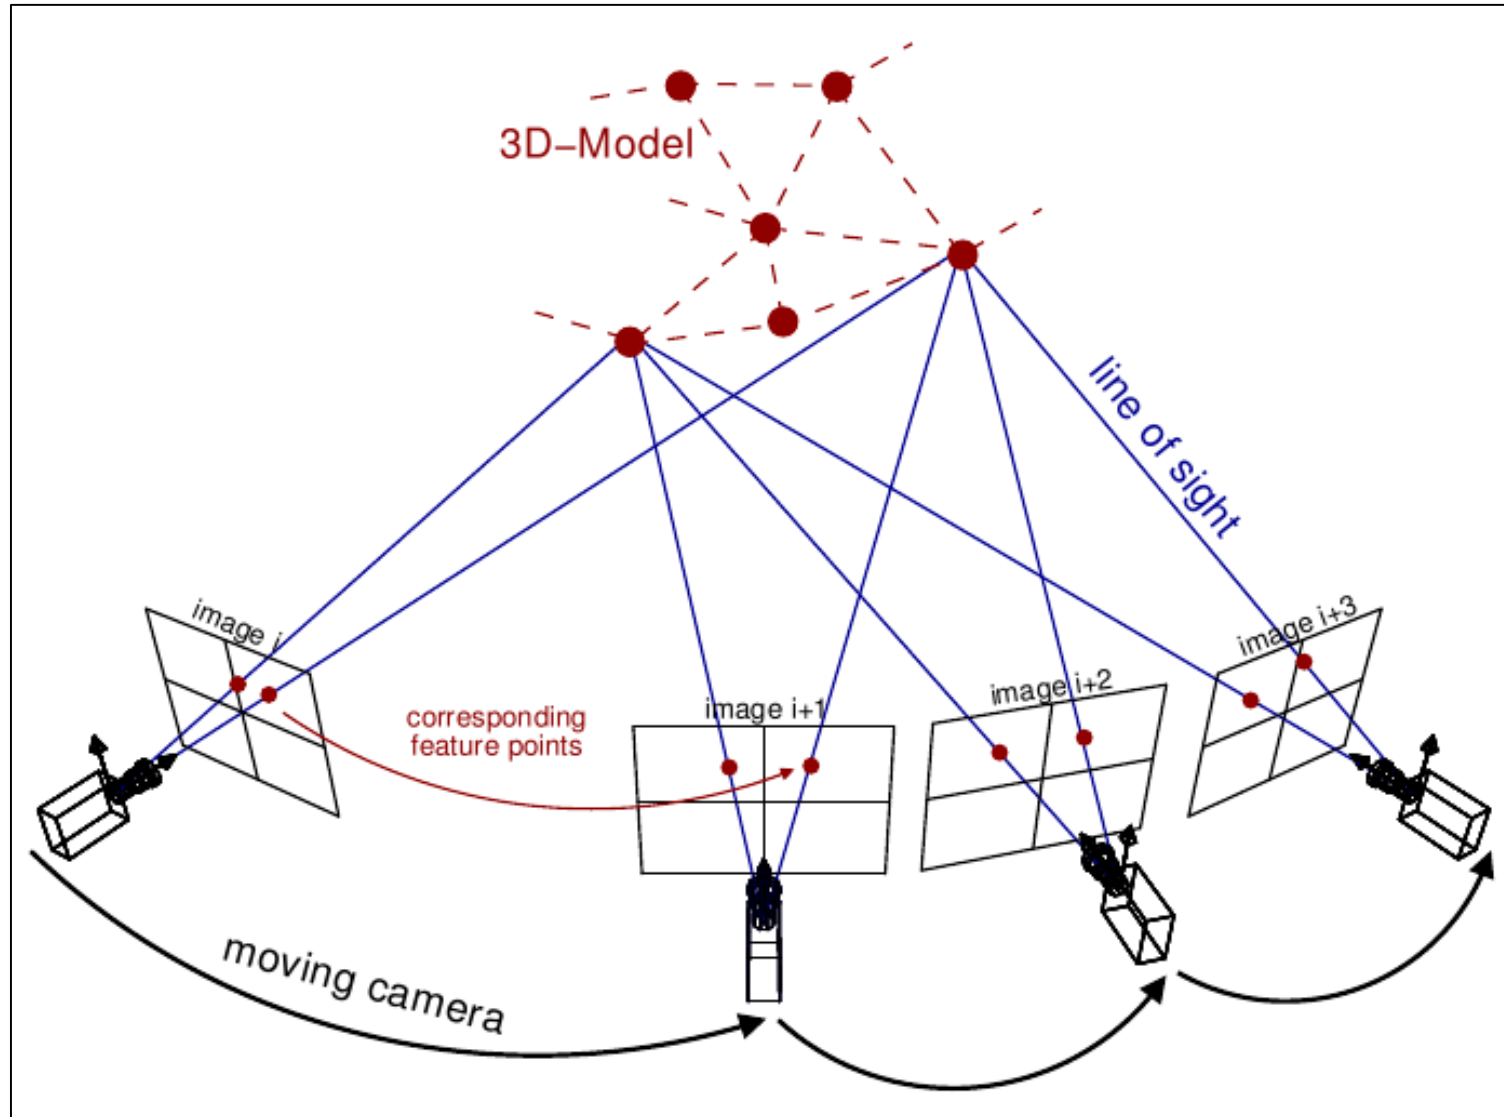 3D–Model
line of sight
image i
image i+1
image i+2
image i+3
corresponding
feature points
moving camera